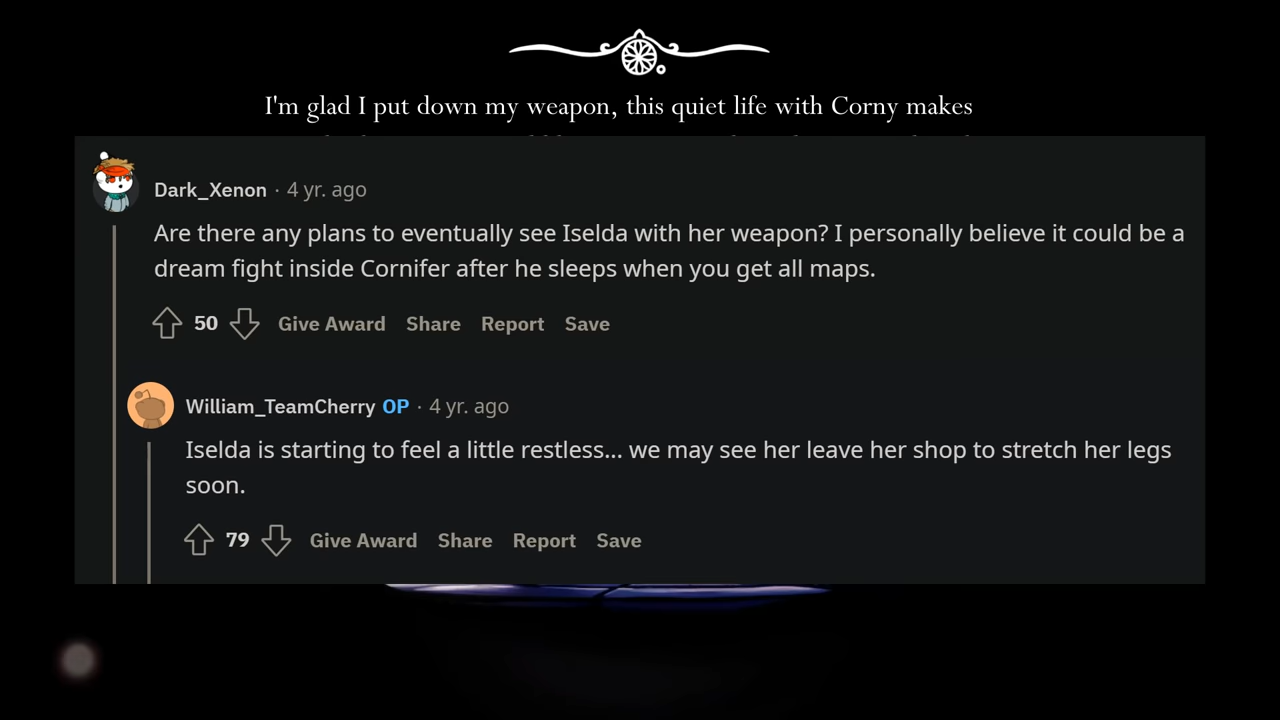 I'm glad I put down my weapon, this quiet life with Corny makes
Dark_Xenon · 4 yr. ago
Are there any plans to eventually see Iselda with her weapon? I personally believe it could be a
dream fight inside Cornifer after he sleeps when you get all maps.
50 Give Award Share Report Save
William_TeamCherry OP · 4 yr. ago
Iselda is starting to feel a little restless... we may see her leave her shop to stretch her legs
soon.
79 Give Award Share Report Save